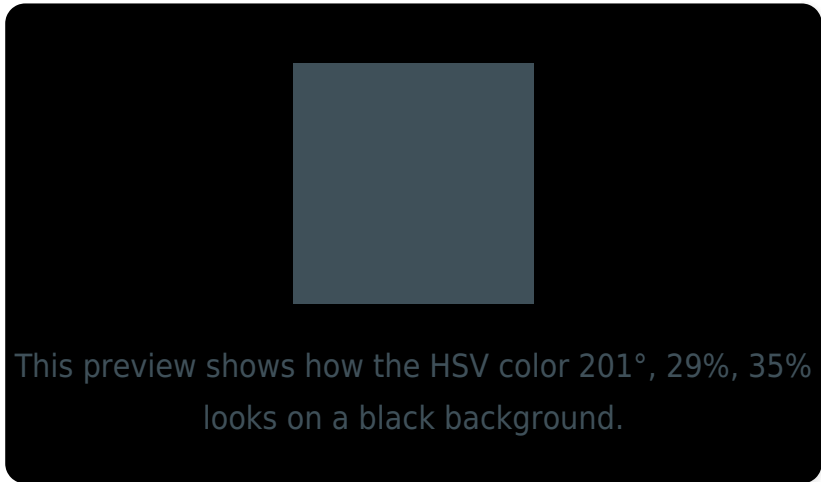 This preview shows how the HSV color 201°, 29%, 35%
looks on a black background.